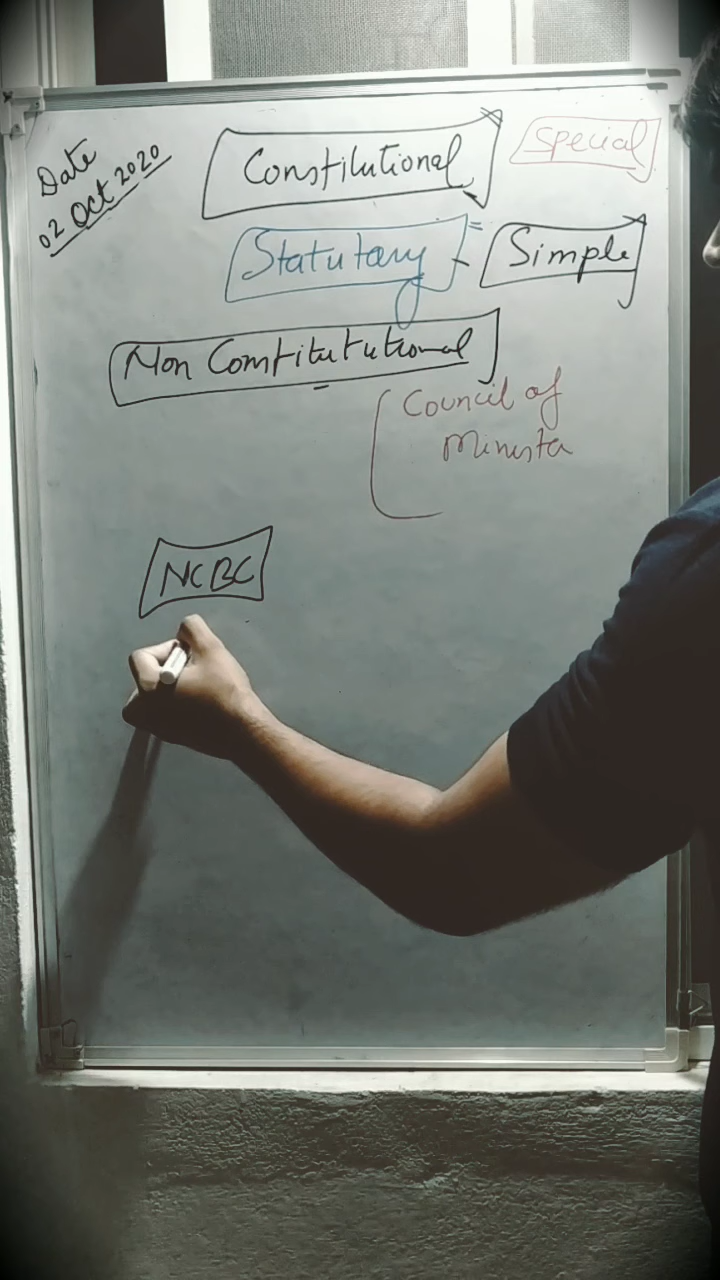 Date
02 Oct 2020
Constitutional
Special
Statutary - Simple
Non Constitutional
Council of
Minister
NCBC